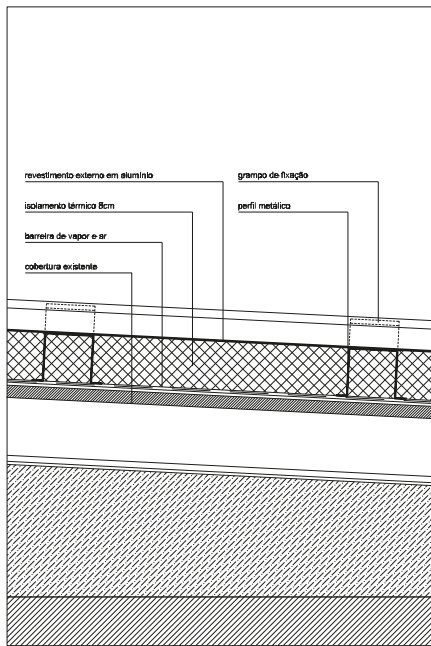 revestimento externo em alumínio
isolamento térmico 8cm
barreira de vapor e ar
cobertura existente
grampo de fixação
perfil metálico